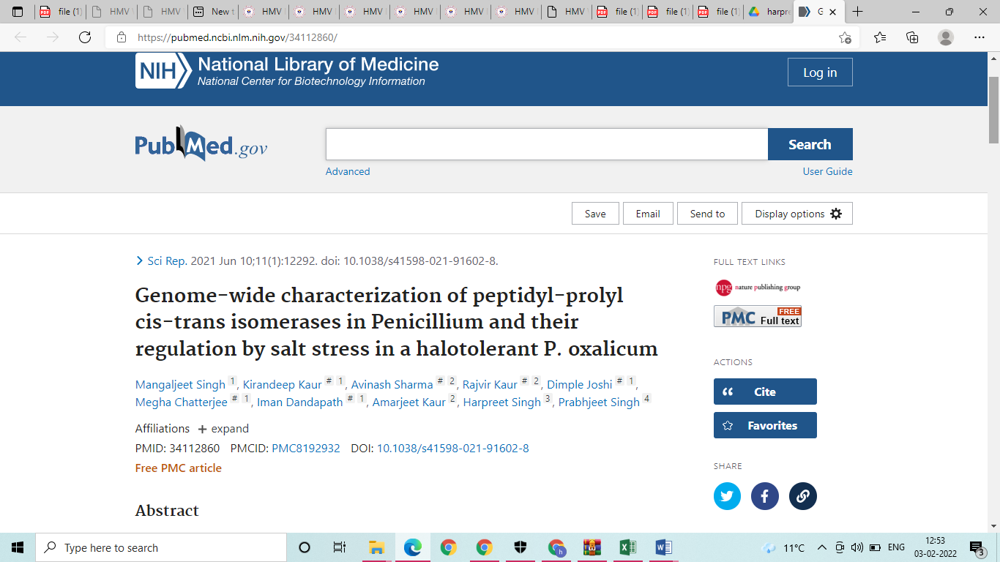 file (1)
HMV
HMV
New t
HMV
HMV
HMV
HMV
HMV
HMV
HMV
file (1)
file (1)
file (1)
harpre
G
https://pubmed.ncbi.nlm.nih.gov/34112860/
NIH National Library of Medicine
National Center for Biotechnology Information
Log in
PubMed.gov
Search
Advanced
User Guide
Save
Email
Send to
Display options
Sci Rep. 2021 Jun 10;11(1):12292. doi: 10.1038/s41598-021-91602-8.
Genome-wide characterization of peptidyl-prolyl
cis-trans isomerases in Penicillium and their
regulation by salt stress in a halotolerant P. oxalicum
Mangaljeet Singh 1, Kirandeep Kaur # 1, Avinash Sharma # 2, Rajvir Kaur # 2, Dimple Joshi # 1,
Megha Chatterjee # 1, Iman Dandapath # 1, Amarjeet Kaur 2, Harpreet Singh 3, Prabhjeet Singh 4
Affiliations + expand
PMID: 34112860 PMCID: PMC8192932 DOI: 10.1038/s41598-021-91602-8
Free PMC article
Abstract
FULL TEXT LINKS
npg nature publishing group
PMC FREE Full text
ACTIONS
Cite
Favorites
SHARE
Type here to search
11°C
ENG
12:53
03-02-2022
3